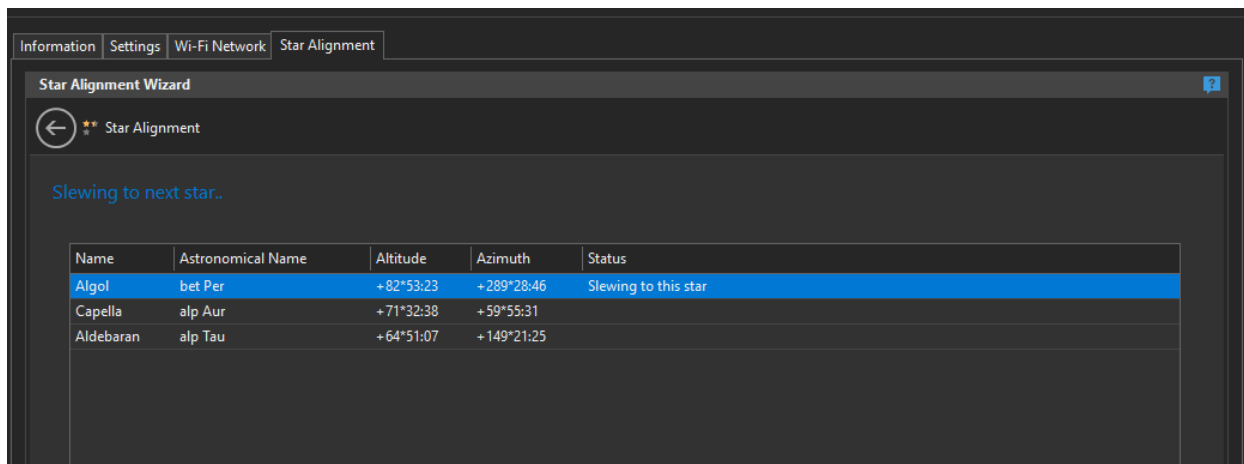 Information Settings Wi-Fi Network Star Alignment
Star Alignment Wizard ?
Star Alignment
Slewing to next star..
Name Astronomical Name Altitude Azimuth Status
Algol bet Per +82*53:23 +289*28:46 Slewing to this star
Capella alp Aur +71*32:38 +59*55:31
Aldebaran alp Tau +64*51:07 +149*21:25